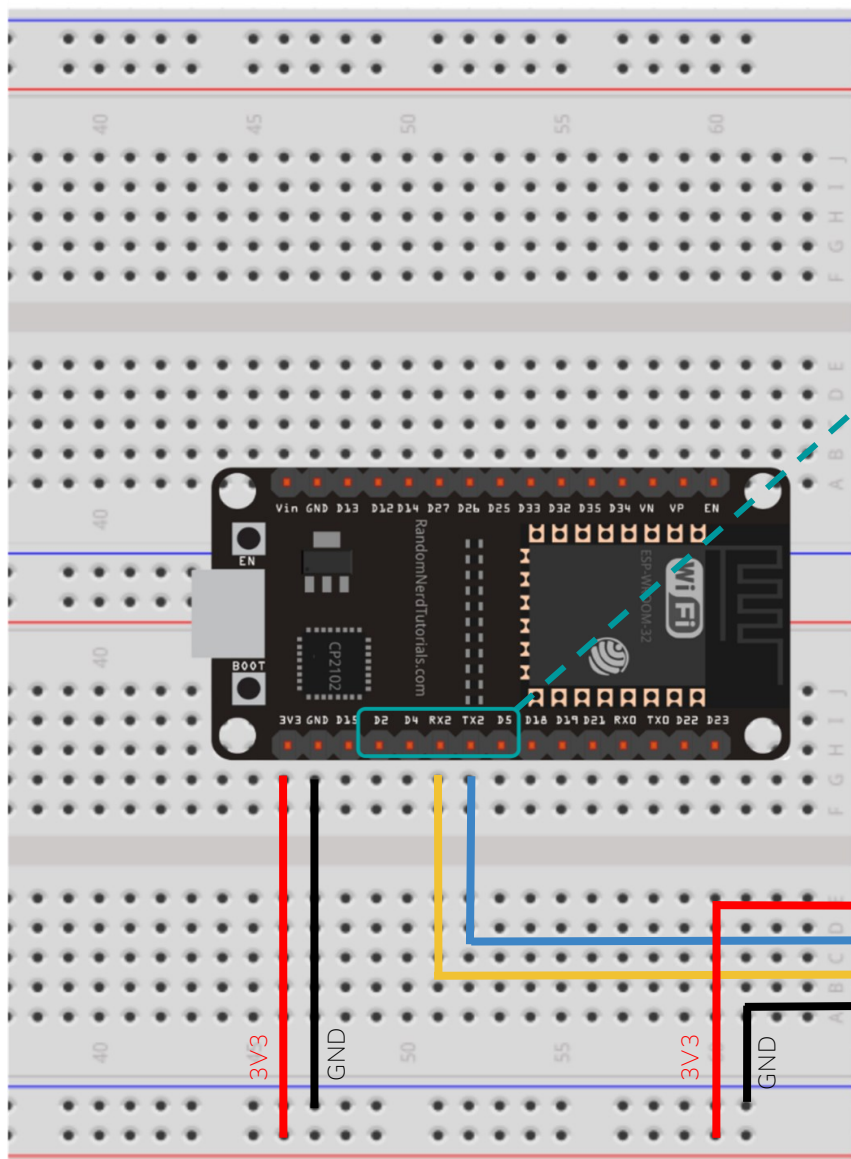 40 45 50 55 60
J
I
H
G
F
E
D
C
B
A
Vin GND D13 D12 D14 D27 D26 D25 D33 D32 D35 D34 VN VP EN
40
EN
RandomNerdTutorials.com
ESP-WROOM-32
WiFi
CP2102
40
BOOT
3V3 GND D15 D2 D4 RX2 TX2 D5 D18 D19 D21 RX0 TX0 D22 D23
J
I
H
G
F
E
D
C
B
A
40 45 50 55 60
3V3
GND
3V3
GND